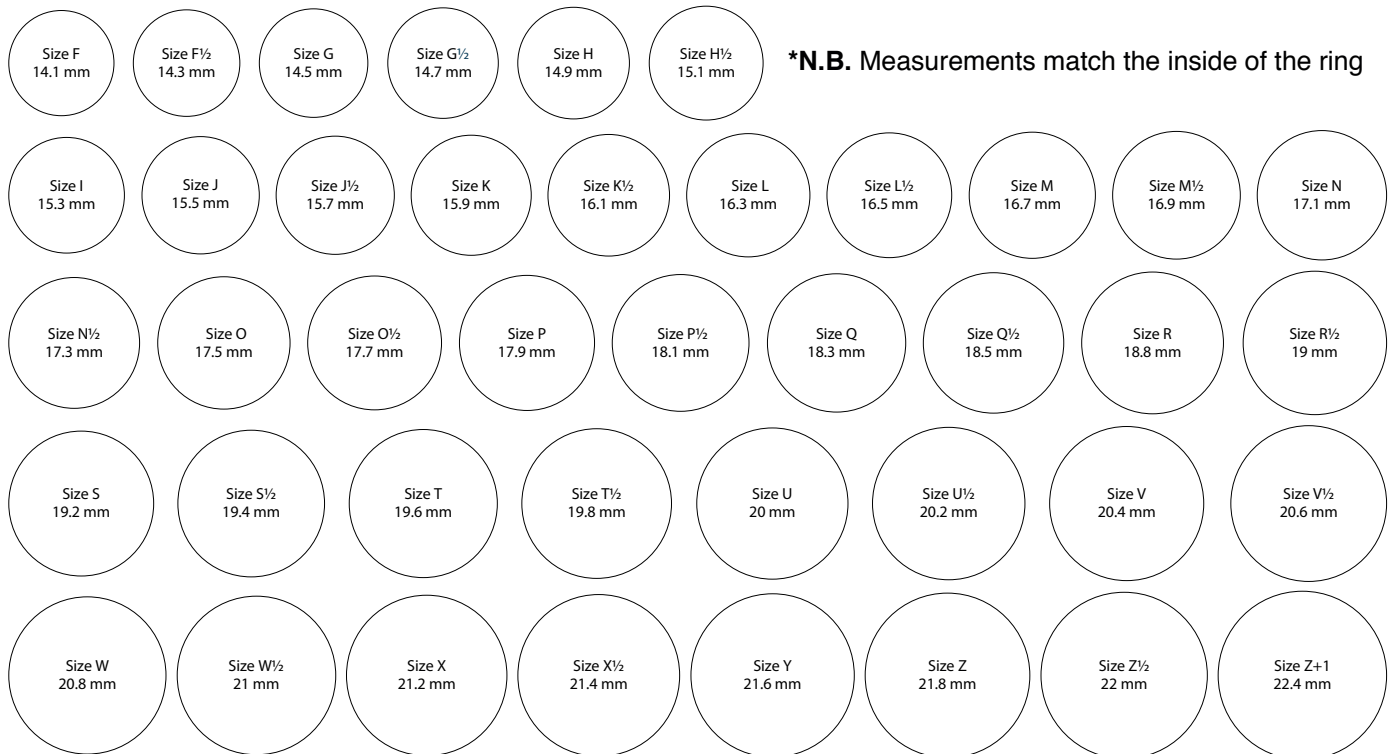 Size F
14.1 mm
Size F½
14.3 mm
Size G
14.5 mm
Size G½
14.7 mm
Size H
14.9 mm
Size H½
15.1 mm
*N.B. Measurements match the inside of the ring
Size I
15.3 mm
Size J
15.5 mm
Size J½
15.7 mm
Size K
15.9 mm
Size K½
16.1 mm
Size L
16.3 mm
Size L½
16.5 mm
Size M
16.7 mm
Size M½
16.9 mm
Size N
17.1 mm
Size N½
17.3 mm
Size O
17.5 mm
Size O½
17.7 mm
Size P
17.9 mm
Size P½
18.1 mm
Size Q
18.3 mm
Size Q½
18.5 mm
Size R
18.8 mm
Size R½
19 mm
Size S
19.2 mm
Size S½
19.4 mm
Size T
19.6 mm
Size T½
19.8 mm
Size U
20 mm
Size U½
20.2 mm
Size V
20.4 mm
Size V½
20.6 mm
Size W
20.8 mm
Size W½
21 mm
Size X
21.2 mm
Size X½
21.4 mm
Size Y
21.6 mm
Size Z
21.8 mm
Size Z½
22 mm
Size Z+1
22.4 mm